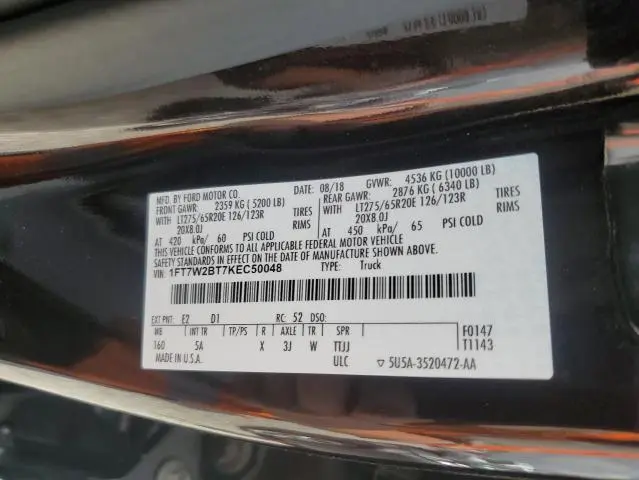 MFD. BY FORD MOTOR CO.
DATE: 08/18 GVWR: 4536 KG (10000 LB)
FRONT GAWR: 2359 KG ( 5200 LB) REAR GAWR: 2876 KG ( 6340 LB)
WITH LT275/65R20E 126/123R TIRES WITH LT275/65R20E 126/123R TIRES
20X8.0J RIMS 20X8.0J RIMS
AT 420 kPa/ 60 PSI COLD AT 450 kPa/ 65 PSI COLD
THIS VEHICLE CONFORMS TO ALL APPLICABLE FEDERAL MOTOR VEHICLE
SAFETY STANDARDS IN EFFECT ON THE DATE OF MANUFACTURE SHOWN ABOVE.
VIN: 1FT7W2BT7KEC50048 TYPE: Truck
EXT PNT: E2 D1 RC: 52 DSO:
WB INT TR TP/PS R AXLE TR SPR F0147
160 5A X 3J W TTJJ T1143
MADE IN U.S.A. ULC ▽ 5U5A-3520472-AA